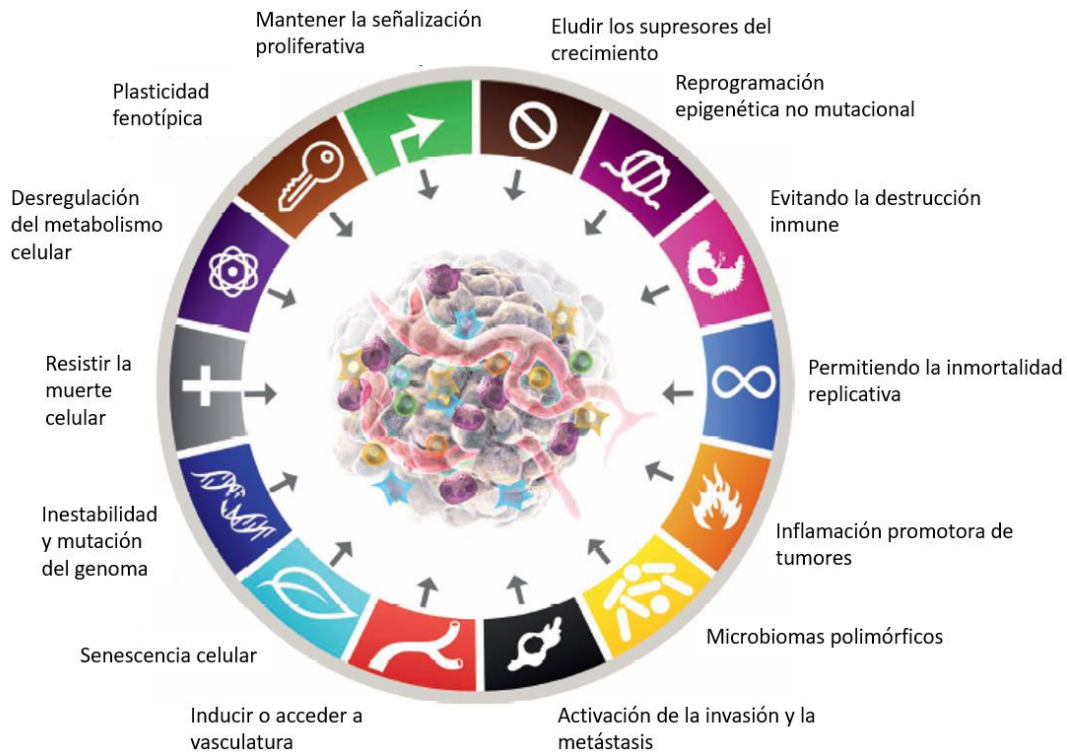 Mantener la señalización
proliferativa
Eludir los supresores del
crecimiento
Reprogramación
epigenética no mutacional
Evitando la destrucción
inmune
Permitiendo la inmortalidad
replicativa
Inflamación promotora de
tumores
Microbiomas polimórficos
Activación de la invasión y la
metástasis
Inducir o acceder a
vasculatura
Senescencia celular
Inestabilidad
y mutación
del genoma
Resistir la
muerte
celular
Desregulación
del metabolismo
celular
Plasticidad
fenotípica